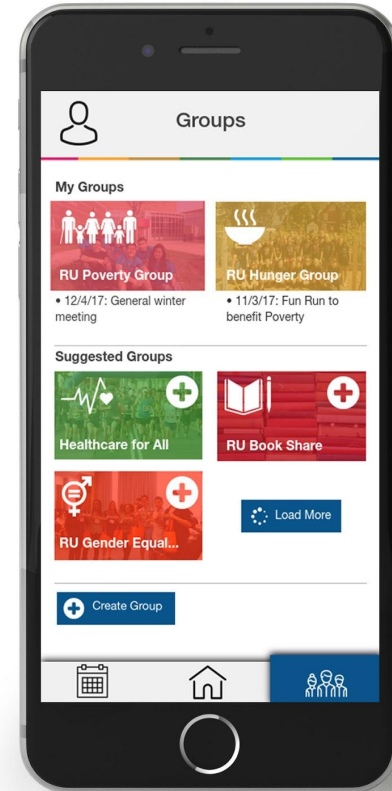 Groups
My Groups
RU Poverty Group
RU Hunger Group
• 12/4/17: General winter
meeting
• 11/3/17: Fun Run to
benefit Poverty
Suggested Groups
Healthcare for All
RU Book Share
RU Gender Equal...
Load More
Create Group